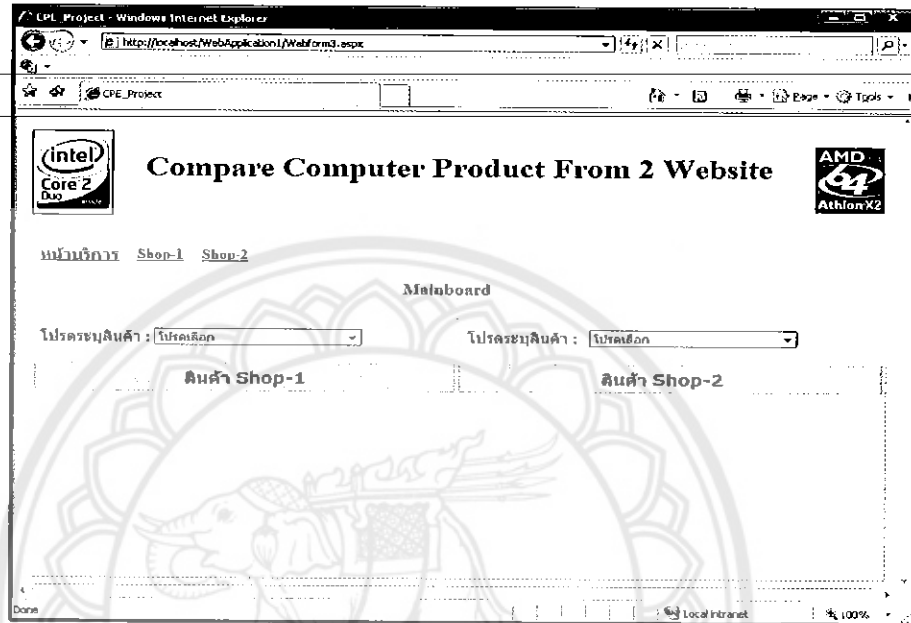 CPE_Project - Windows Internet Explorer
http://localhost/WebApplication1/Webform3.aspx
CPE_Project
Page
Tools
intel
Core 2
Duo
inside
Compare Computer Product From 2 Website
AMD
64
Athlon X2
หน้าบริการ Shop-1 Shop-2
Mainboard
โปรดระบุสินค้า : โปรดเลือก
โปรดระบุสินค้า : โปรดเลือก
สินค้า Shop-1
สินค้า Shop-2
Done
Local intranet
100%